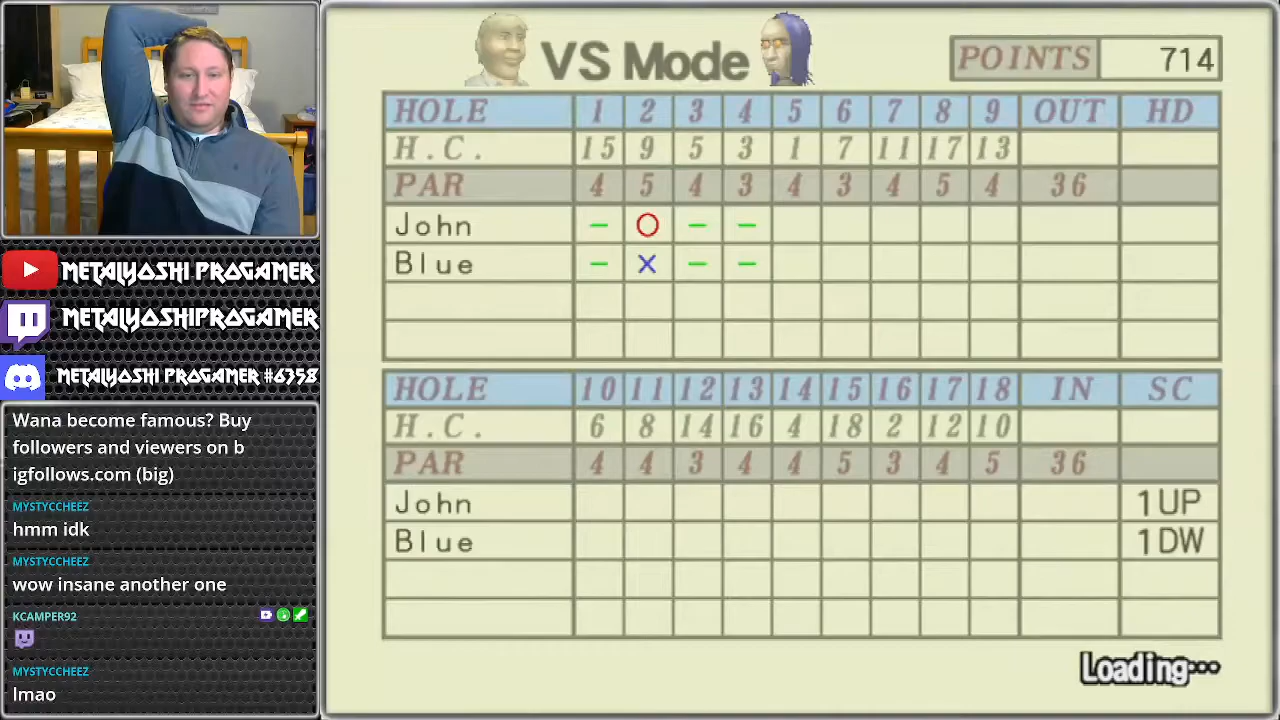 VS Mode
POINTS 714
HOLE 1 2 3 4 5 6 7 8 9 OUT HD
H.C. 15 9 5 3 1 7 11 17 13
PAR 4 5 4 3 4 3 4 5 4 36
John – O – –
Blue – X – –
HOLE 10 11 12 13 14 15 16 17 18 IN SC
H.C. 6 8 14 16 4 18 2 12 10
PAR 4 4 3 4 4 5 3 4 5 36
John 1UP
Blue 1DW
Loading...
METALYOSHI PROGAMER
METALYOSHIPROGAMER
METALYOSHI PROGAMER #6358
Wana become famous? Buy
followers and viewers on b
igfollows.com (big)
MYSTYCCHEEZ
hmm idk
MYSTYCCHEEZ
wow insane another one
KCAMPER92
MYSTYCCHEEZ
lmao